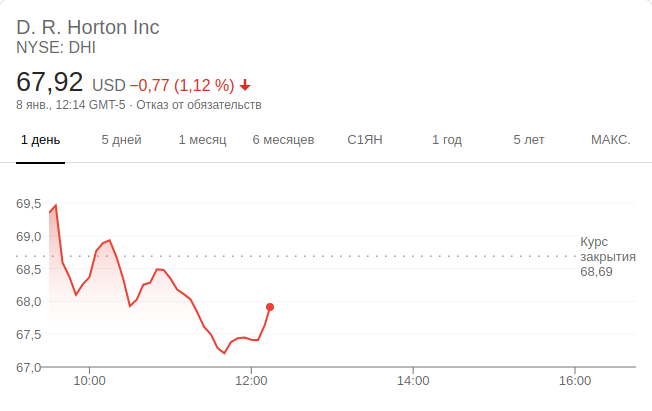 D. R. Horton Inc
NYSE: DHI
67,92 USD −0,77 (1,12 %)
8 янв., 12:14 GMT-5 · Отказ от обязательств
1 день 5 дней 1 месяц 6 месяцев С1ЯН 1 год 5 лет МАКС.
69,5
69,0
Курс
закрытия
68,69
68,5
68,0
67,5
67,0
10:00 12:00 14:00 16:00